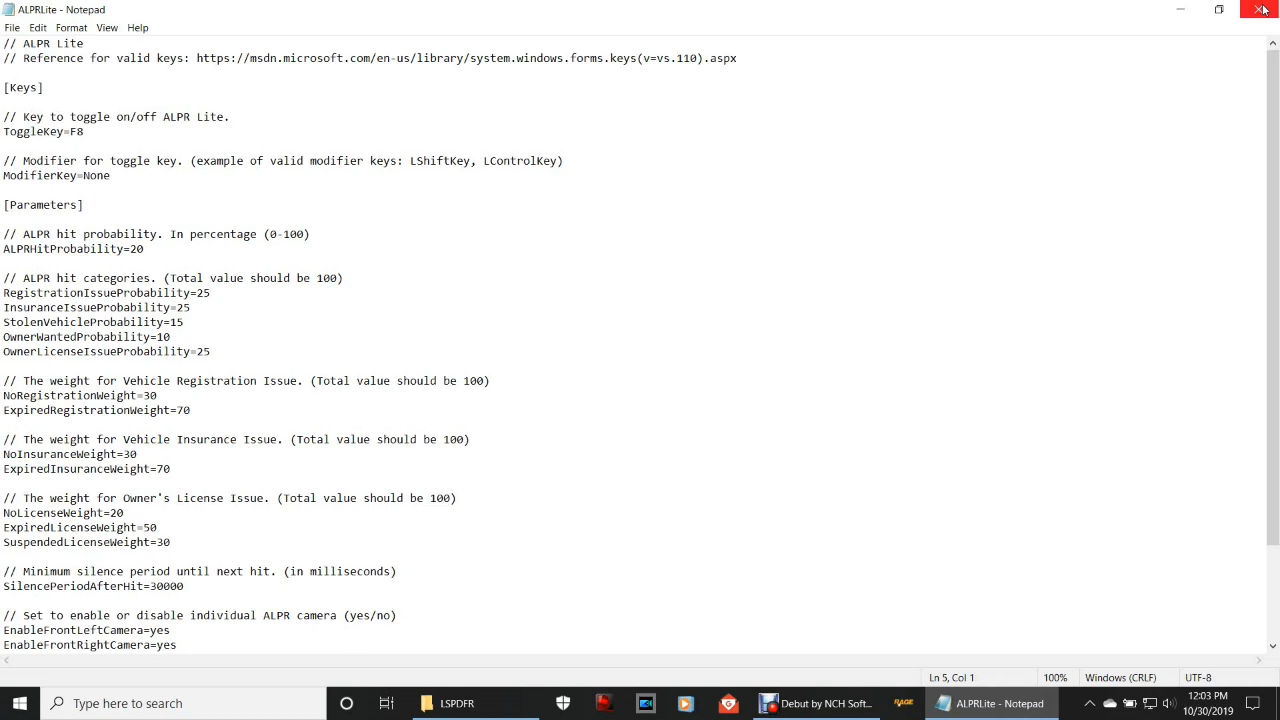 ALPRLite - Notepad
File Edit Format View Help
// ALPR Lite
// Reference for valid keys: https://msdn.microsoft.com/en-us/library/system.windows.forms.keys(v=vs.110).aspx
[Keys]
// Key to toggle on/off ALPR Lite.
ToggleKey=F8
// Modifier for toggle key. (example of valid modifier keys: LShiftKey, LControlKey)
ModifierKey=None
[Parameters]
// ALPR hit probability. In percentage (0-100)
ALPRHitProbability=20
// ALPR hit categories. (Total value should be 100)
RegistrationIssueProbability=25
InsuranceIssueProbability=25
StolenVehicleProbability=15
OwnerWantedProbability=10
OwnerLicenseIssueProbability=25
// The weight for Vehicle Registration Issue. (Total value should be 100)
NoRegistrationWeight=30
ExpiredRegistrationWeight=70
// The weight for Vehicle Insurance Issue. (Total value should be 100)
NoInsuranceWeight=30
ExpiredInsuranceWeight=70
// The weight for Owner's License Issue. (Total value should be 100)
NoLicenseWeight=20
ExpiredLicenseWeight=50
SuspendedLicenseWeight=30
// Minimum silence period until next hit. (in milliseconds)
SilencePeriodAfterHit=30000
// Set to enable or disable individual ALPR camera (yes/no)
EnableFrontLeftCamera=yes
EnableFrontRightCamera=yes
Ln 5, Col 1 100% Windows (CRLF) UTF-8
Type here to search LSPDFR Debut by NCH Soft... RAGE ALPRLite - Notepad 12:03 PM
10/30/2019